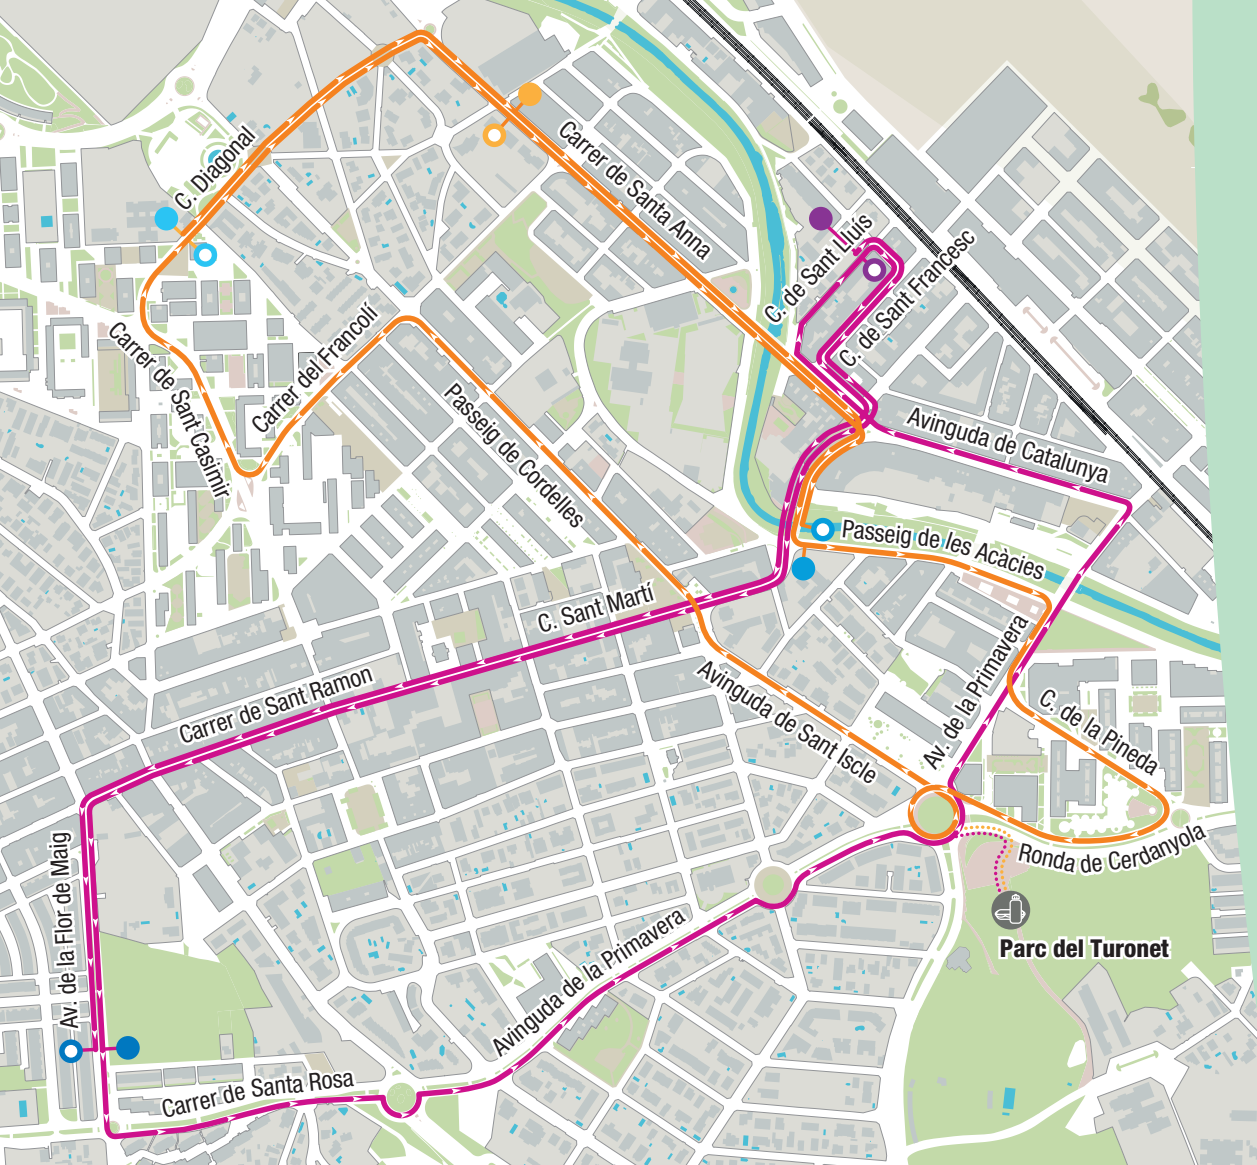 C. Diagonal
Carrer de Santa Anna
C. de Sant Lluís
C. de Sant Francesc
Carrer de Sant Casimir
Carrer del Francolí
Passeig de Cordelles
Avinguda de Catalunya
Passeig de les Acàcies
C. Sant Martí
Carrer de Sant Ramon
Avinguda de Sant Iscle
Av. de la Primavera
C. de la Pineda
Ronda de Cerdanyola
Av. de la Flor de Maig
Parc del Turonet
Avinguda de la Primavera
Carrer de Santa Rosa